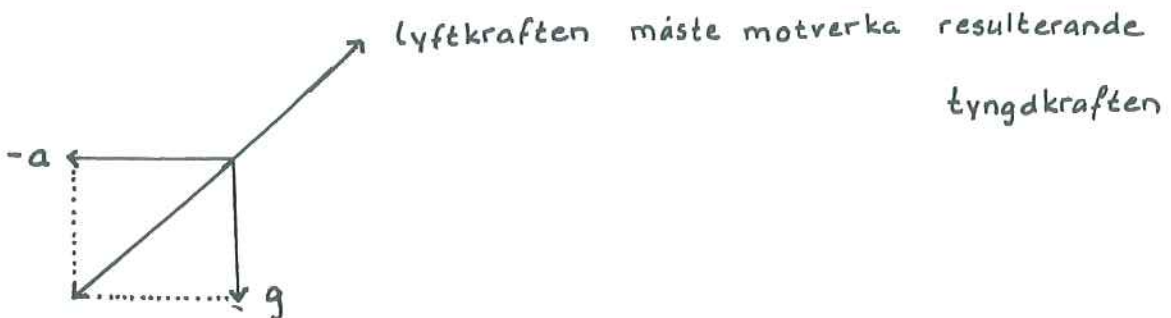 lyftkraften måste motverka resulterande
tyngdkraften
-a
g